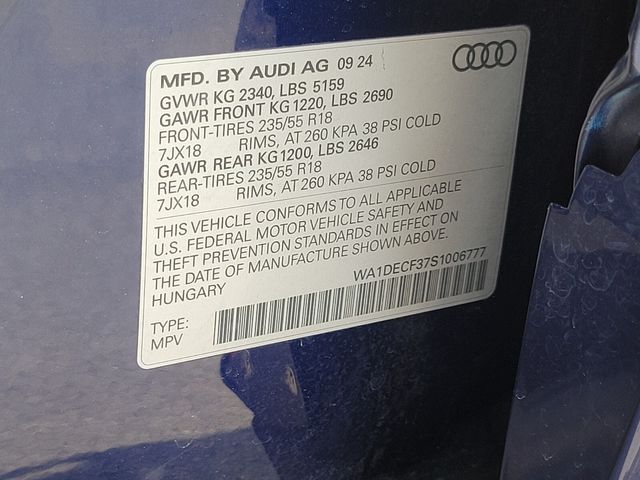 MFD. BY AUDI AG 09 24
GVWR KG 2340, LBS 5159
GAWR FRONT KG 1220, LBS 2690
FRONT-TIRES 235/55 R18
7JX18 RIMS, AT 260 KPA 38 PSI COLD
GAWR REAR KG 1200, LBS 2646
REAR-TIRES 235/55 R18
7JX18 RIMS, AT 260 KPA 38 PSI COLD
THIS VEHICLE CONFORMS TO ALL APPLICABLE
U.S. FEDERAL MOTOR VEHICLE SAFETY AND
THEFT PREVENTION STANDARDS IN EFFECT ON
THE DATE OF MANUFACTURE SHOWN ABOVE.
HUNGARY WA1DECF37S1006777
TYPE:
MPV